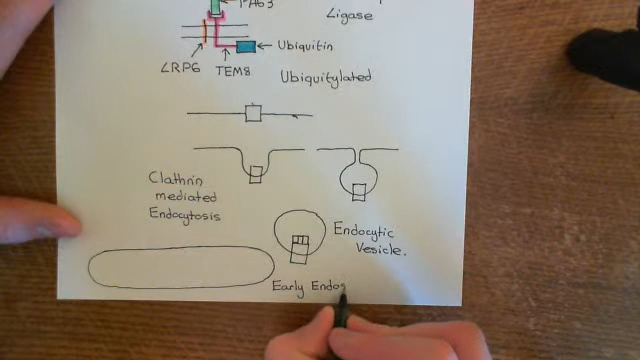 PA63
Ligase
Ubiquitin
LRP6 TEM8
Ubiquitylated
Clathrin
mediated
Endocytosis
Endocytic
Vesicle.
Early Endos